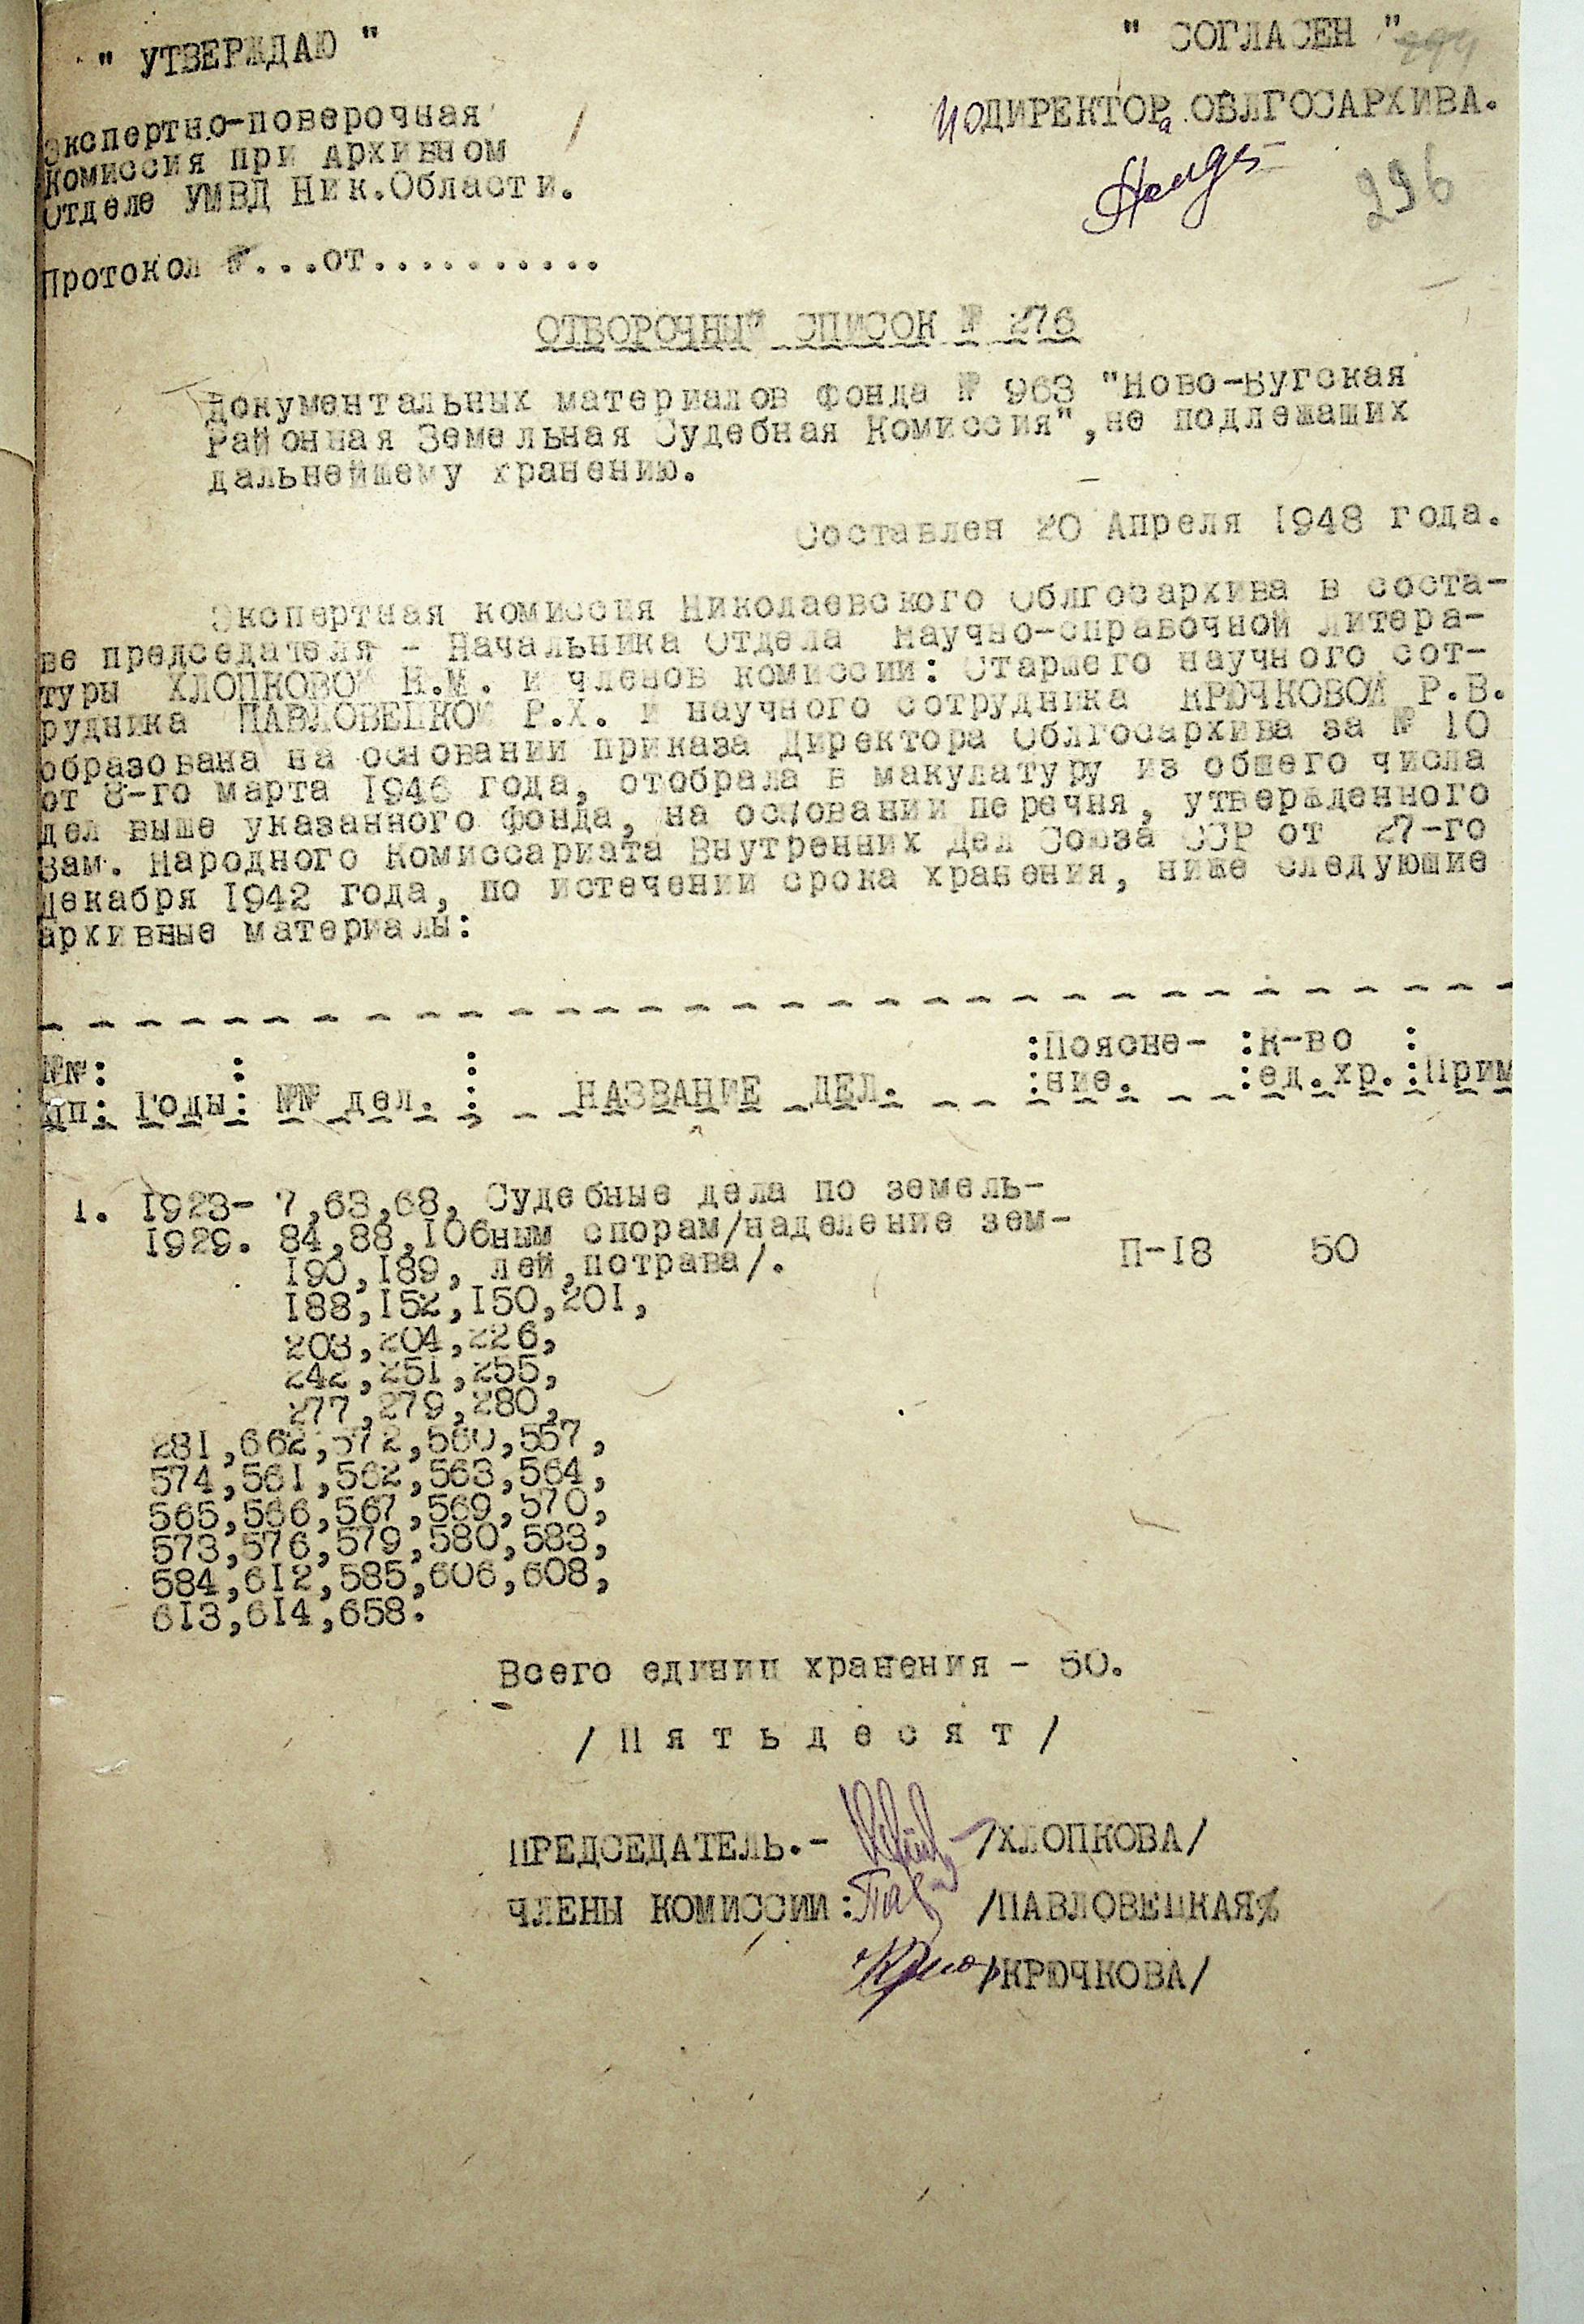 " УТВЕРЖДАЮ "
" СОГЛАСЕН "
Экспертно-поверочная
комиссия при Архивном
Отделе УМВД Ник.Области.
ИО ДИРЕКТОРа ОБЛГОСАРХИВА.
296
Протокол №...от..........
ОТБОРОЧНЫЙ СПИСОК № 276
Документальных материалов фонда № 963 "Ново-Бугская
Районная Земельная Судебная Комиссия",не подлежаших
дальнейшему хранению.
Составлен 20 Апреля 1948 года.
Экспертная комиссия Николаевского Облгосархива в соста-
ве председателя - Начальника Отдела Научно-справочной литера-
туры ХЛОПКОВОЙ Н.М. и членов комиссии: Старшего научного сот-
рудника ПАВЛОВЕЦКОЙ Р.Х. и научного сотрудника КРЮЧКОВОЙ Р.В.
образована на основании приказа Директора Облгосархива за № 10
от 8-го марта 1946 года, отобрала в макулатуру из обшего числа
дел выше указанного фонда, на основании перечня, утвержденного
Зам. Народного Комиссариата Внутренних Дел Союза ССР от 27-го
декабря 1942 года, по истечении срока хранения, ниже следуюшие
архивные материалы:
№№: : : :Поясне- :К-во :
пп: Годы: №№ дел. : НАЗВАНИЕ ДЕЛ. :ние. :ед.хр.:Прим
1. 1923- 7,63,68, Судебные дела по земель-
1929. 84,88,106ным спорам/наделение зем-
190,189, лей,потрава/. П-18 50
188,152,150,201,
203,204,226,
242,251,255,
277,279,280,
281,662,572,560,557,
574,561,562,563,564,
565,566,567,569,570,
573,576,579,580,583,
584,612,585,606,608,
613,614,658.
Всего единиц хранения - 50.
/ П я т ь д е с я т /
ПРЕДСЕДАТЕЛЬ.- /ХЛОПКОВА/
ЧЛЕНЫ КОМИССИИ: Пав /ПАВЛОВЕЦКАЯ/
Крю /КРЮЧКОВА/